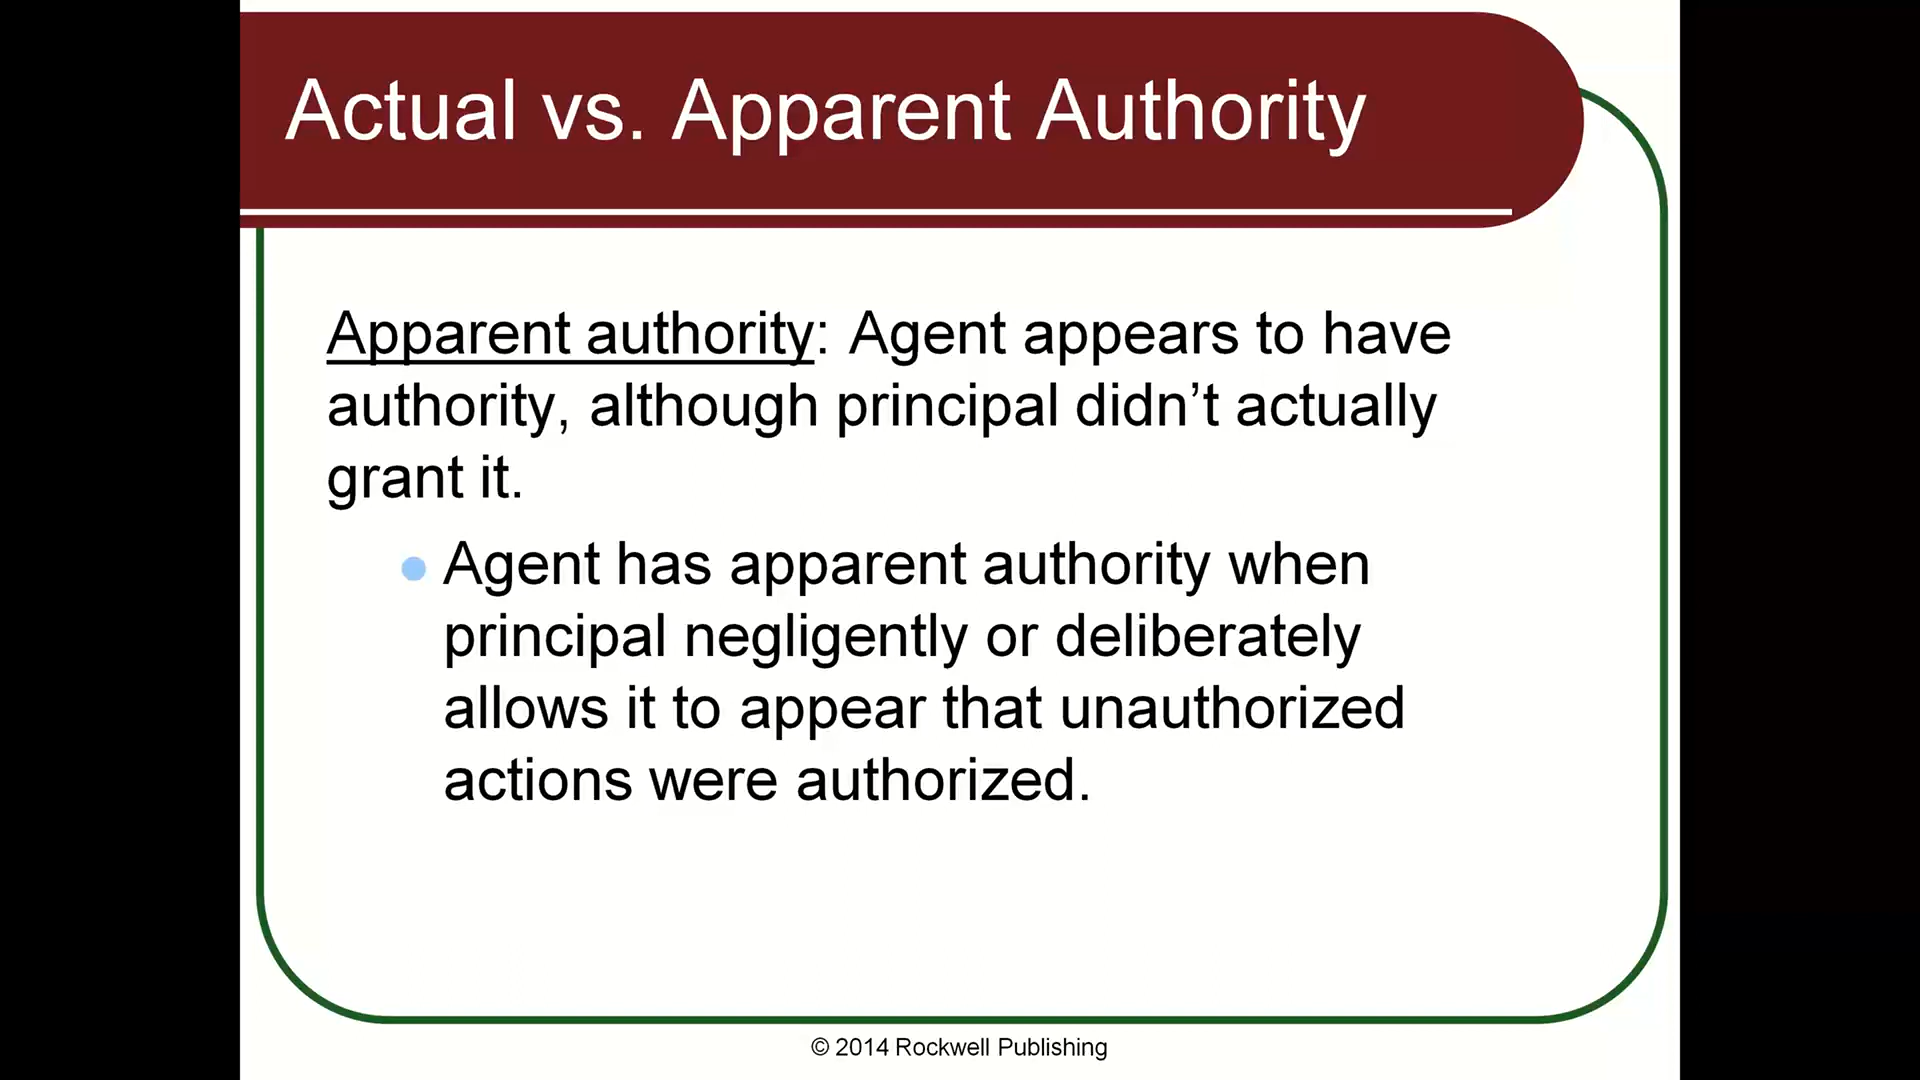 Actual vs. Apparent Authority
Apparent authority: Agent appears to have
authority, although principal didn’t actually
grant it.
Agent has apparent authority when
principal negligently or deliberately
allows it to appear that unauthorized
actions were authorized.
© 2014 Rockwell Publishing